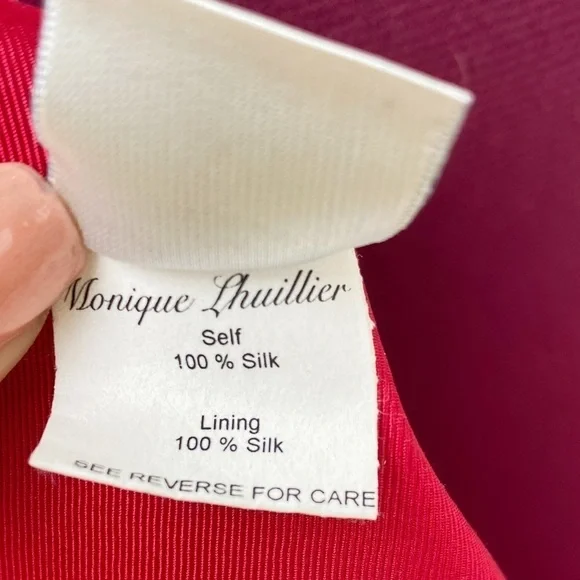 Monique Lhuillier
Self
100 % Silk
Lining
100 % Silk
SEE REVERSE FOR CARE